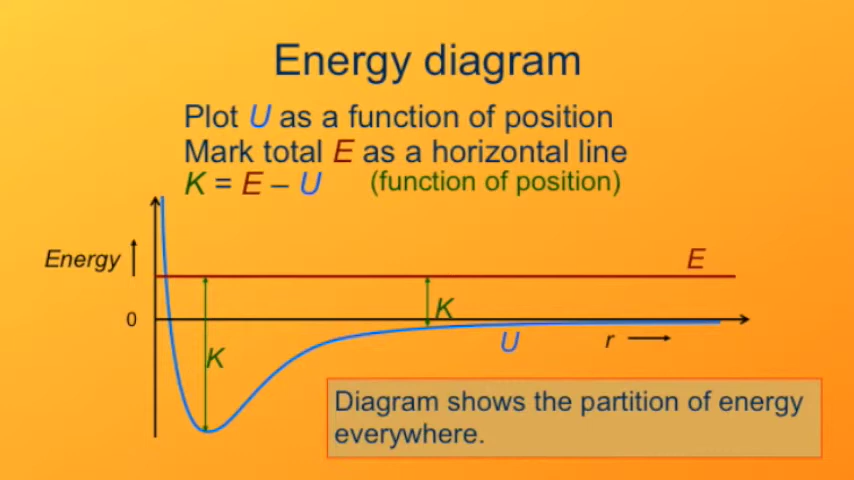 Energy diagram
Plot U as a function of position
Mark total E as a horizontal line
K = E – U (function of position)
Energy
E
K
0
U
r
K
Diagram shows the partition of energy
everywhere.